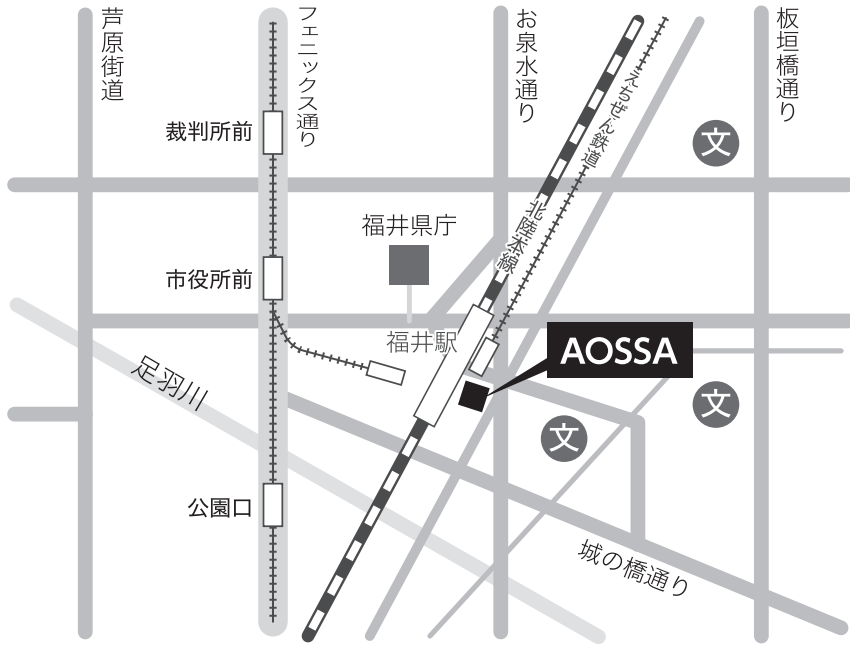 芦原街道
フェニックス通り
お泉水通り
板垣橋通り
えちぜん鉄道
裁判所前
文
北陸本線
福井県庁
市役所前
福井駅
AOSSA
足羽川
文
文
公園口
城の橋通り